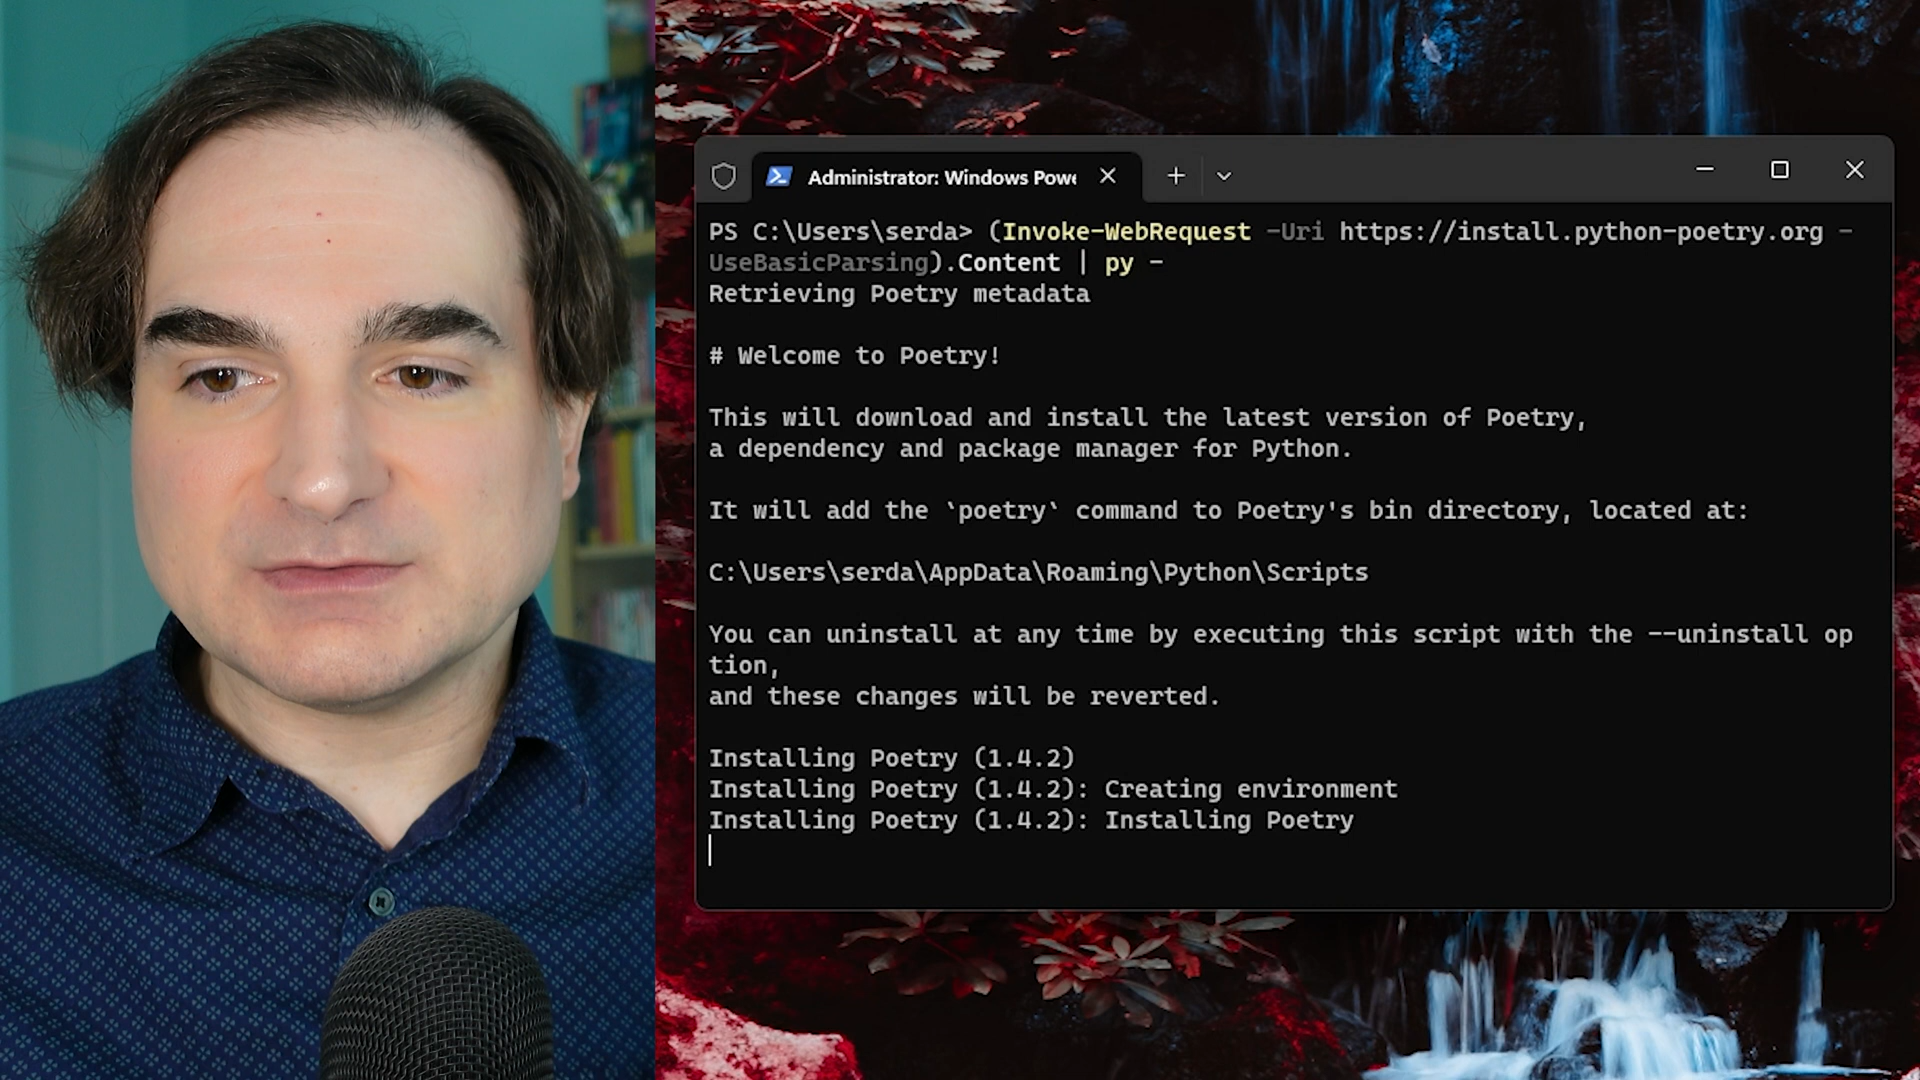 Administrator: Windows Powe
PS C:\Users\serda> (Invoke-WebRequest -Uri https://install.python-poetry.org -
UseBasicParsing).Content | py -
Retrieving Poetry metadata
# Welcome to Poetry!
This will download and install the latest version of Poetry,
a dependency and package manager for Python.
It will add the `poetry` command to Poetry's bin directory, located at:
C:\Users\serda\AppData\Roaming\Python\Scripts
You can uninstall at any time by executing this script with the --uninstall op
tion,
and these changes will be reverted.
Installing Poetry (1.4.2)
Installing Poetry (1.4.2): Creating environment
Installing Poetry (1.4.2): Installing Poetry